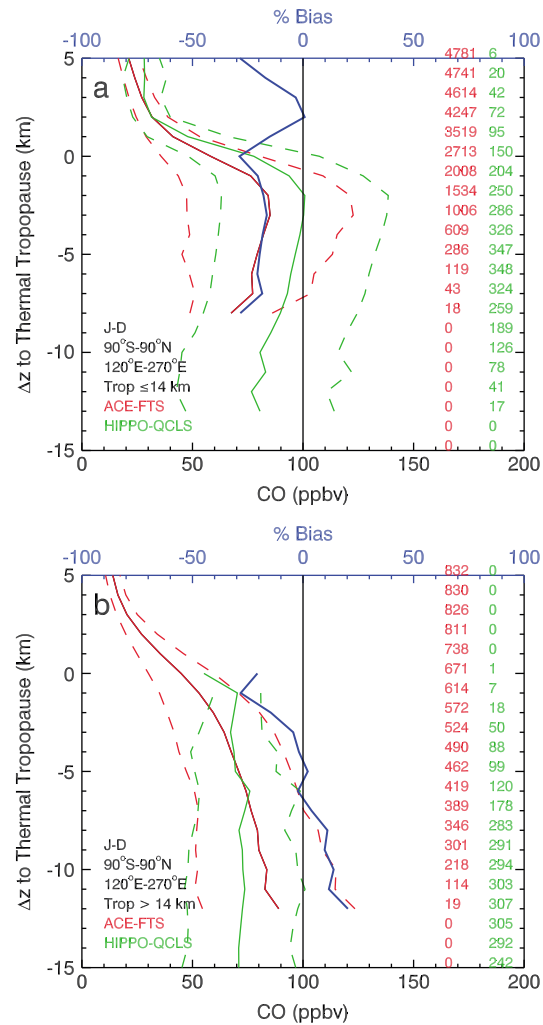 % Bias
-100 -50 0 50 100
a
Δz to Thermal Tropopause (km)
5
0
-5
-10
-15
4781 6
4741 20
4614 42
4247 72
3519 95
2713 150
2008 204
1534 250
1006 286
609 326
286 347
119 348
43 324
18 259
0 189
0 126
0 78
0 41
0 17
0 0
0 0
J-D
90°S-90°N
120°E-270°E
Trop ≤14 km
ACE-FTS
HIPPO-QCLS
0 50 100 150 200
CO (ppbv)
% Bias
-100 -50 0 50 100
b
Δz to Thermal Tropopause (km)
5
0
-5
-10
-15
832 0
830 0
826 0
811 0
738 0
671 1
614 7
572 18
524 50
490 88
462 99
419 120
389 178
346 283
301 291
218 294
114 303
19 307
0 305
0 292
0 242
J-D
90°S-90°N
120°E-270°E
Trop > 14 km
ACE-FTS
HIPPO-QCLS
0 50 100 150 200
CO (ppbv)